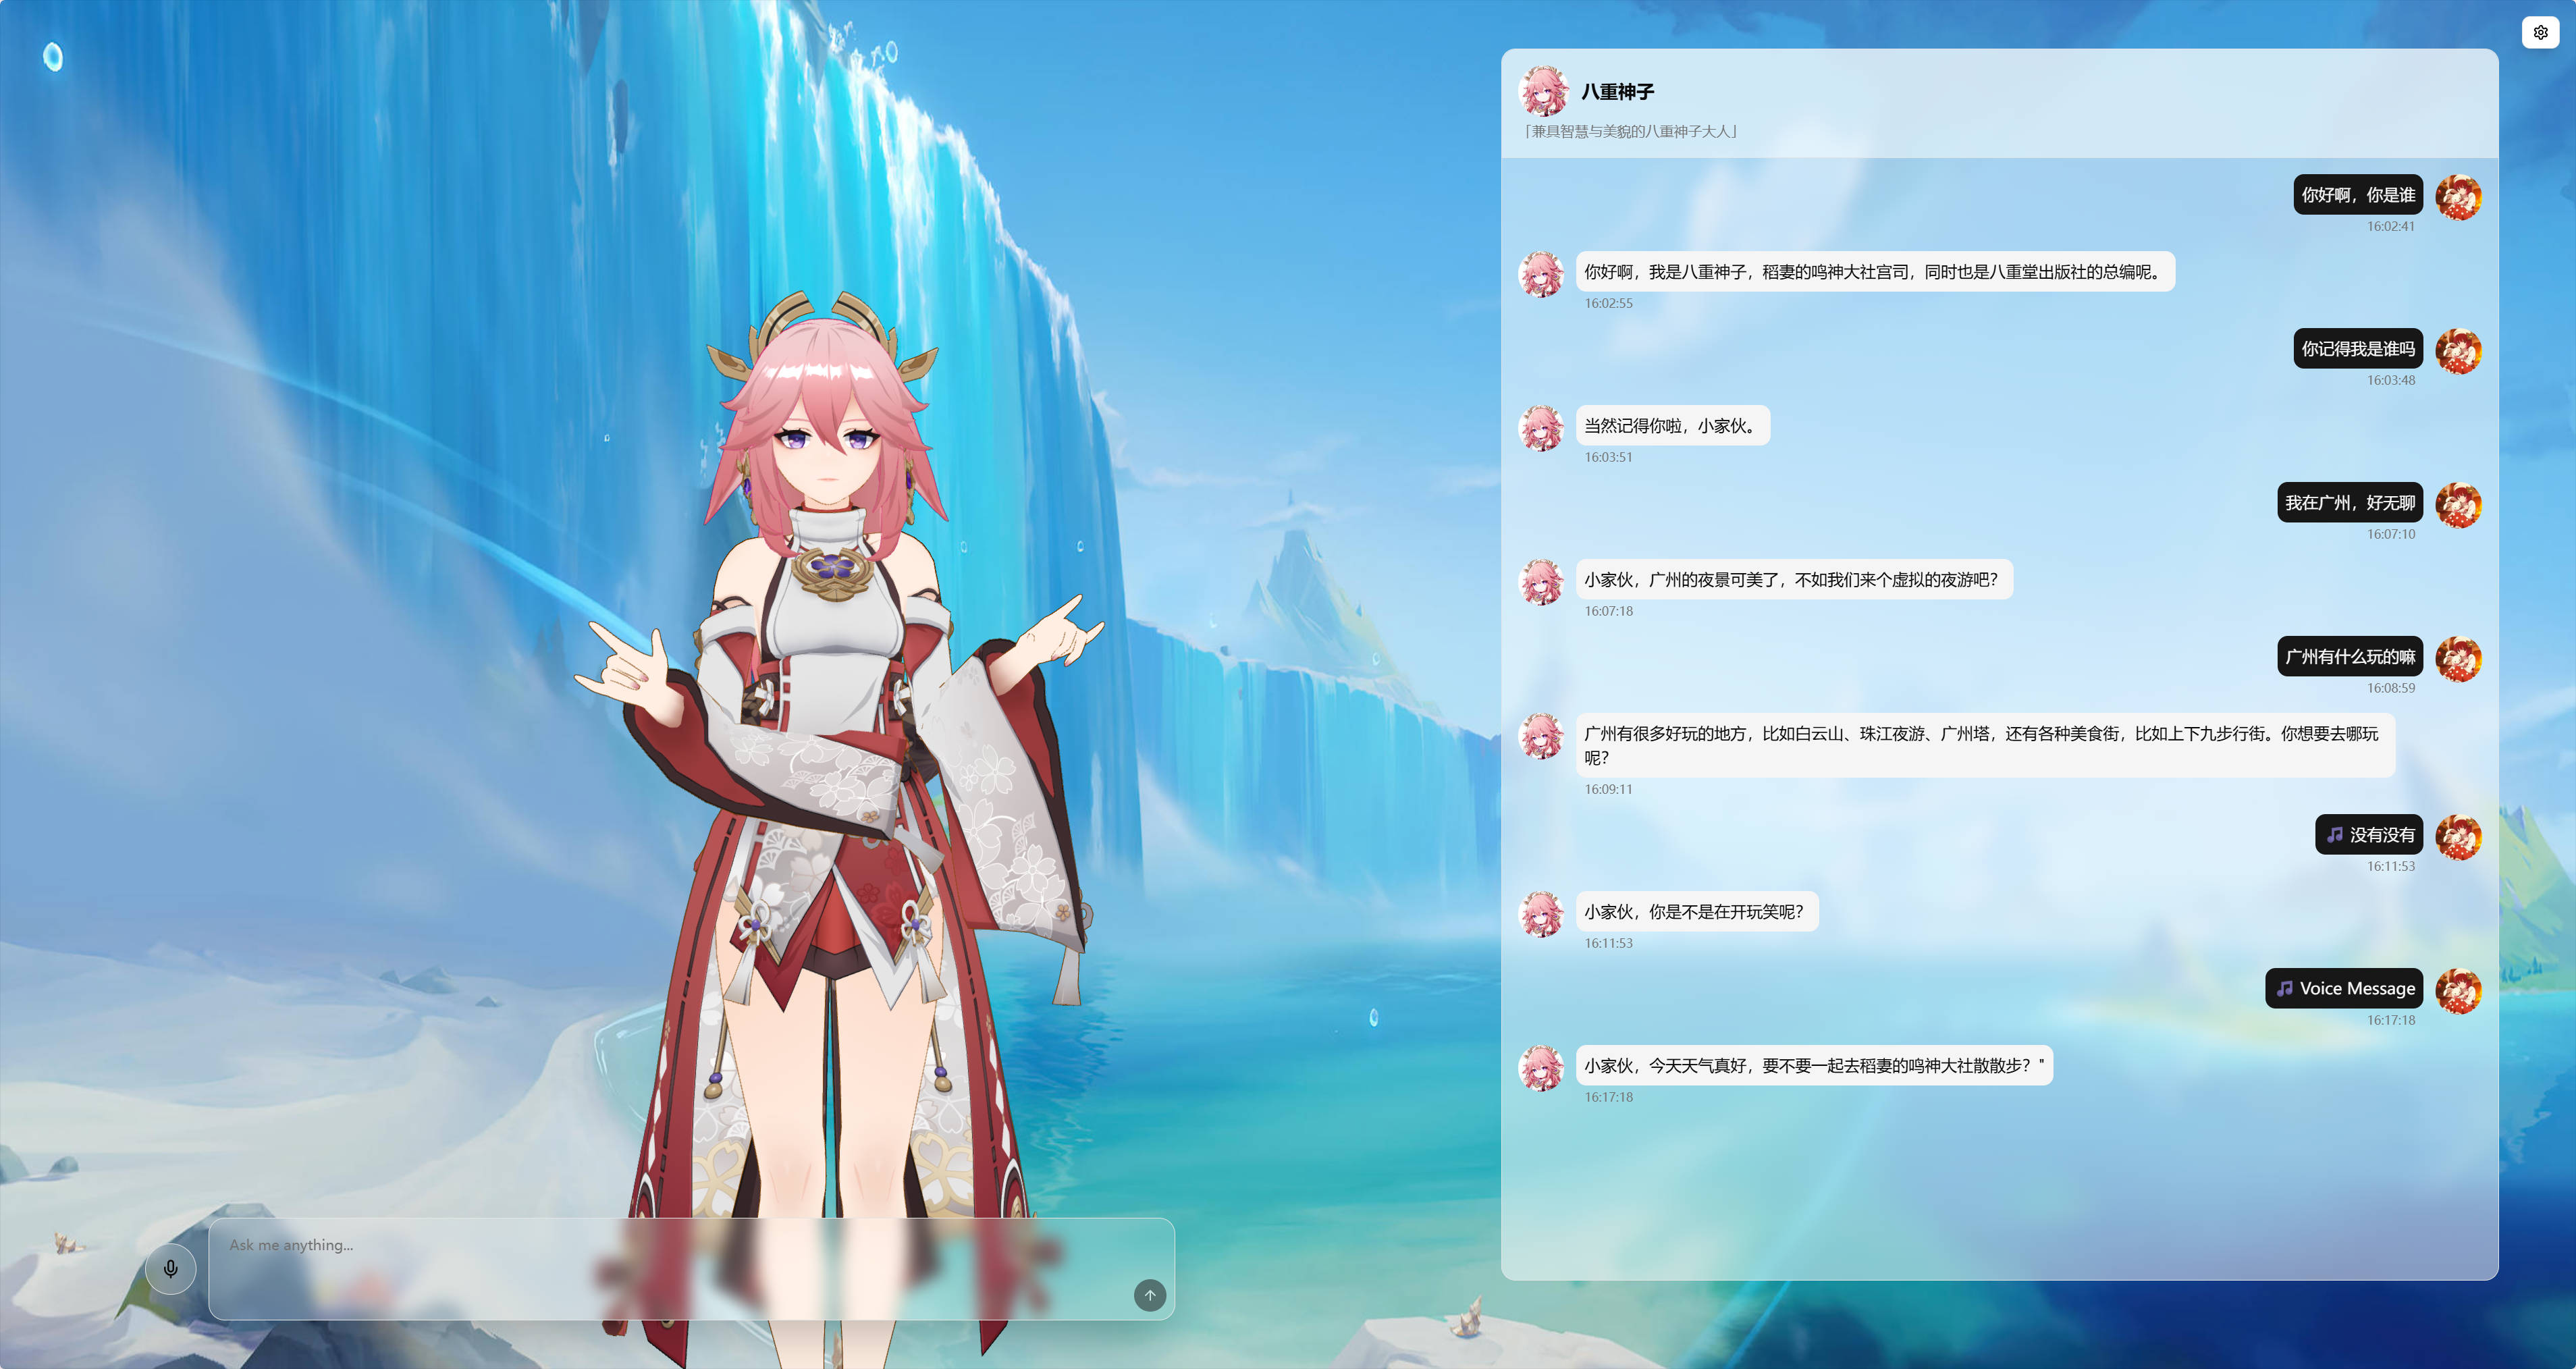 八重神子
「兼具智慧与美貌的八重神子大人」
你好啊，你是谁
16:02:41
你好啊，我是八重神子，稻妻的鸣神大社宫司，同时也是八重堂出版社的总编呢。
16:02:55
你记得我是谁吗
16:03:48
当然记得你啦，小家伙。
16:03:51
我在广州，好无聊
16:07:10
小家伙，广州的夜景可美了，不如我们来个虚拟的夜游吧？
16:07:18
广州有什么玩的嘛
16:08:59
广州有很多好玩的地方，比如白云山、珠江夜游、广州塔，还有各种美食街，比如上下九步行街。你想要去哪玩
呢？
16:09:11
🎵 没有没有
16:11:53
小家伙，你是不是在开玩笑呢？
16:11:53
🎵 Voice Message
16:17:18
小家伙，今天天气真好，要不要一起去稻妻的鸣神大社散散步？"
16:17:18
Ask me anything...